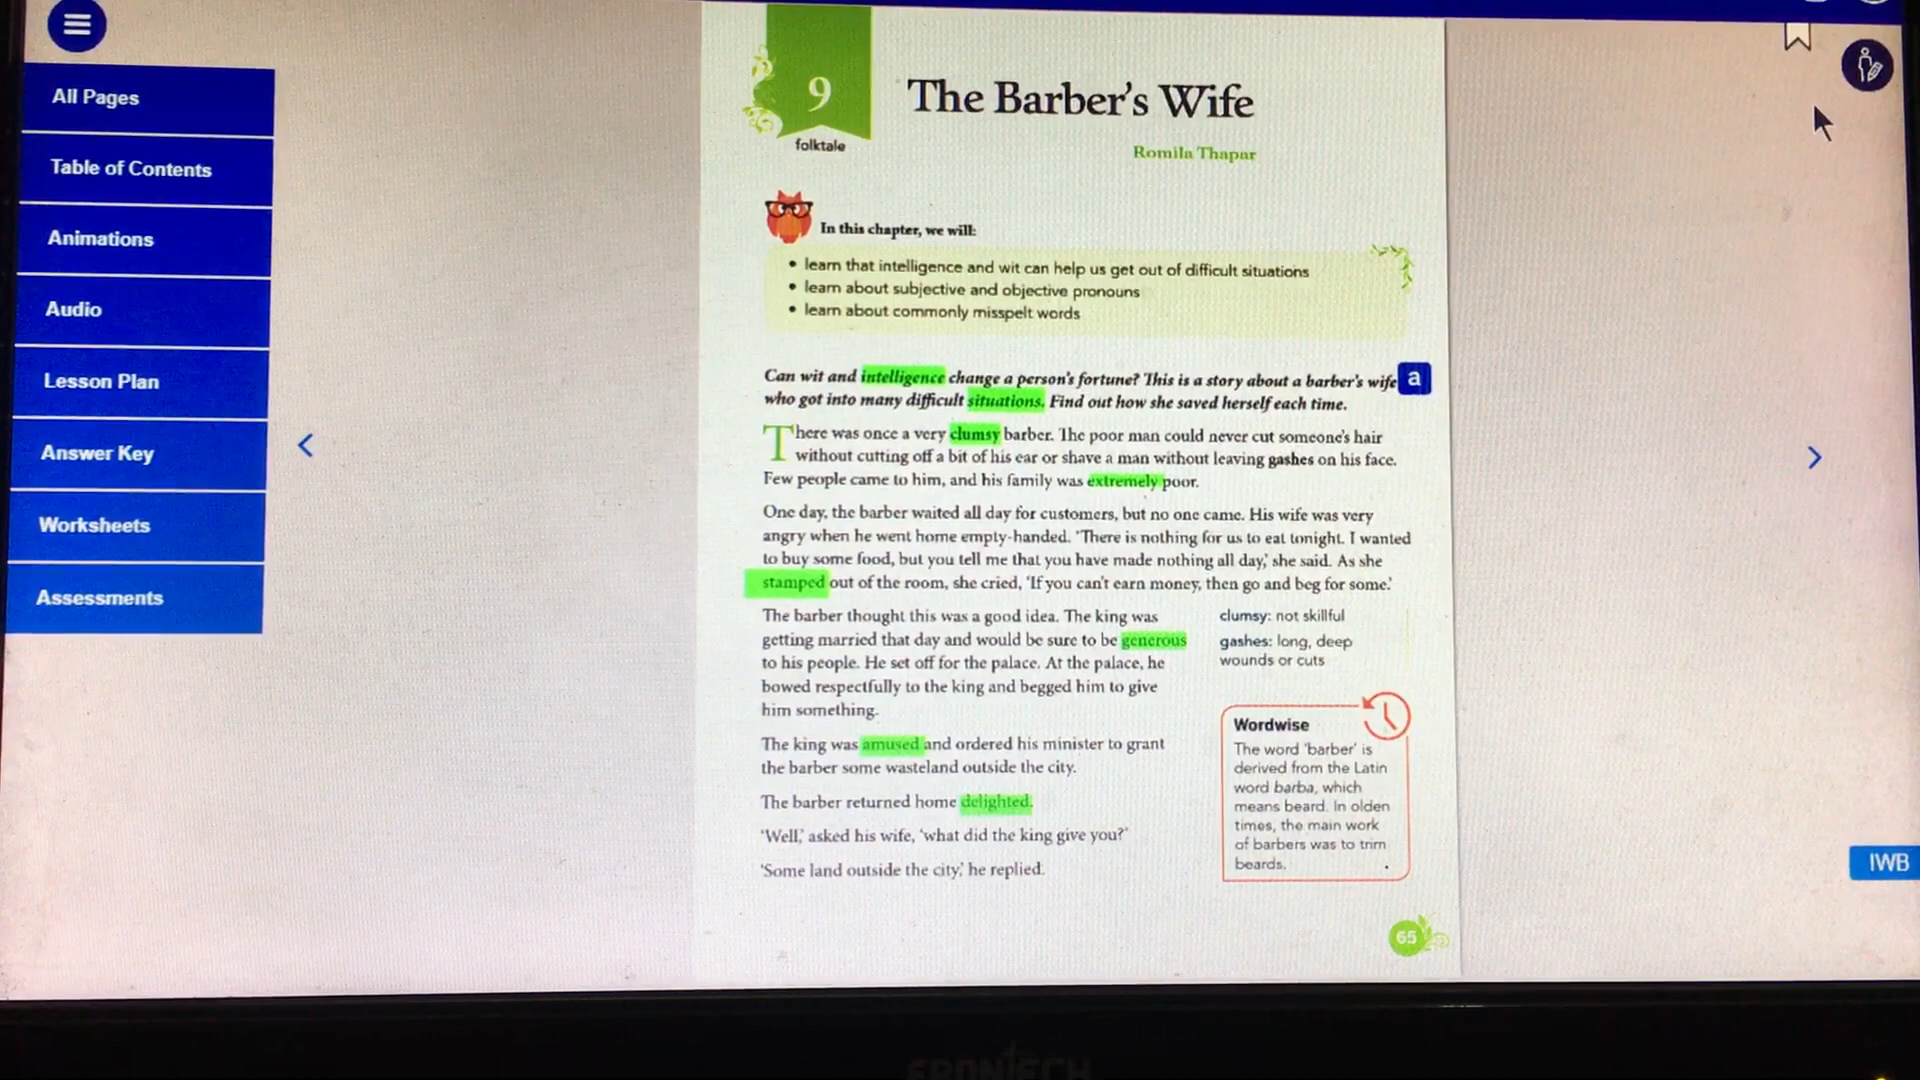 All Pages
Table of Contents
Animations
Audio
Lesson Plan
Answer Key
Worksheets
Assessments
9
folktale
The Barber's Wife
Romila Thapar
In this chapter, we will:
• learn that intelligence and wit can help us get out of difficult situations
• learn about subjective and objective pronouns
• learn about commonly misspelt words
Can wit and intelligence change a person's fortune? This is a story about a barber's wife
who got into many difficult situations. Find out how she saved herself each time.
a
There was once a very clumsy barber. The poor man could never cut someone's hair
without cutting off a bit of his ear or shave a man without leaving gashes on his face.
Few people came to him, and his family was extremely poor.
One day, the barber waited all day for customers, but no one came. His wife was very
angry when he went home empty-handed. 'There is nothing for us to eat tonight. I wanted
to buy some food, but you tell me that you have made nothing all day,' she said. As she
stamped out of the room, she cried, 'If you can't earn money, then go and beg for some.'
The barber thought this was a good idea. The king was
getting married that day and would be sure to be generous
to his people. He set off for the palace. At the palace, he
bowed respectfully to the king and begged him to give
him something.
The king was amused and ordered his minister to grant
the barber some wasteland outside the city.
The barber returned home delighted.
'Well,' asked his wife, 'what did the king give you?'
'Some land outside the city,' he replied.
clumsy: not skillful
gashes: long, deep
wounds or cuts
Wordwise
The word 'barber' is
derived from the Latin
word barba, which
means beard. In olden
times, the main work
of barbers was to trim
beards.
IWB
65
FRONTECH